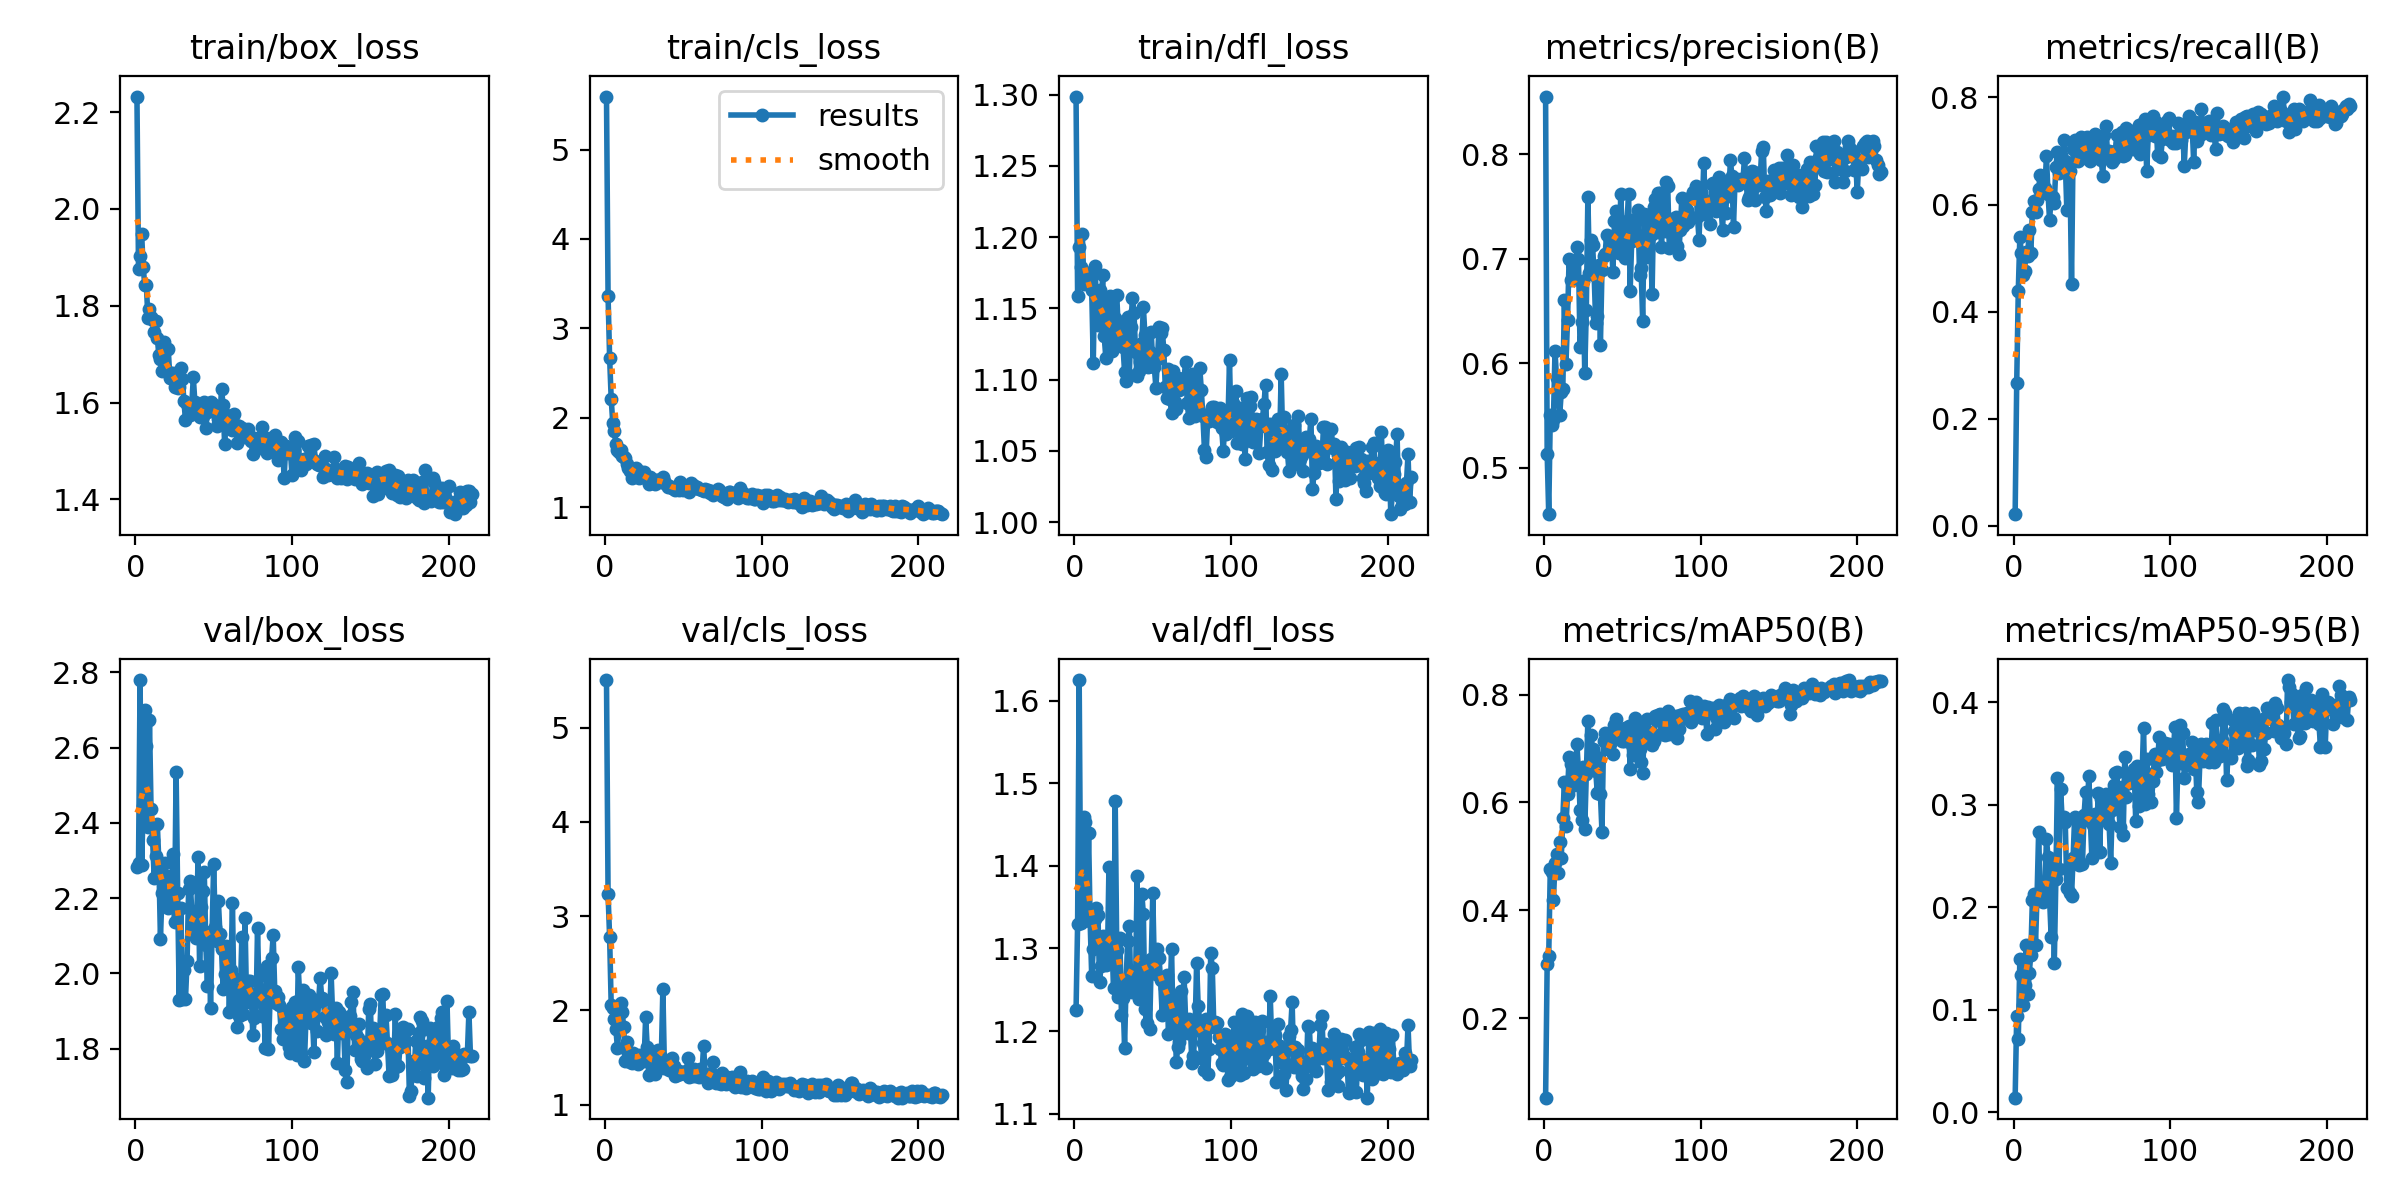 train/box_loss
2.2
2.0
1.8
1.6
1.4
0 100 200
train/cls_loss
results
smooth
5
4
3
2
1
0 100 200
train/dfl_loss
1.30
1.25
1.20
1.15
1.10
1.05
1.00
0 100 200
metrics/precision(B)
0.8
0.7
0.6
0.5
0 100 200
metrics/recall(B)
0.8
0.6
0.4
0.2
0.0
0 100 200
val/box_loss
2.8
2.6
2.4
2.2
2.0
1.8
0 100 200
val/cls_loss
5
4
3
2
1
0 100 200
val/dfl_loss
1.6
1.5
1.4
1.3
1.2
1.1
0 100 200
metrics/mAP50(B)
0.8
0.6
0.4
0.2
0 100 200
metrics/mAP50-95(B)
0.4
0.3
0.2
0.1
0.0
0 100 200